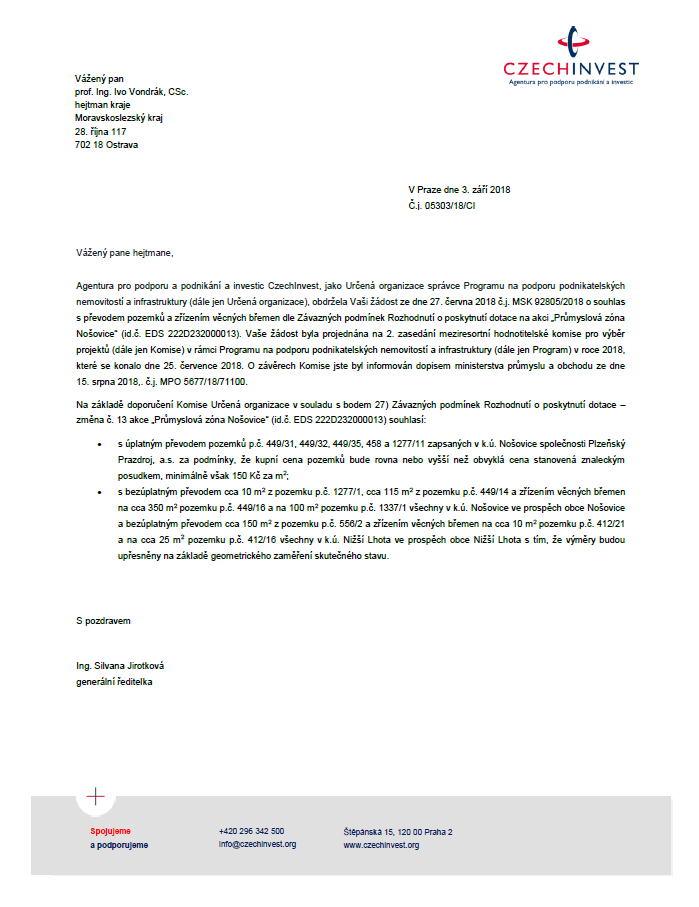 CZECHINVEST
Agentura pro podporu podnikání a investic
Vážený pan
prof. Ing. Ivo Vondrák, CSc.
hejtman kraje
Moravskoslezský kraj
28. října 117
702 18 Ostrava
V Praze dne 3. září 2018
Č.j. 05303/18/CI
Vážený pane hejtmane,
Agentura pro podporu a podnikání a investic CzechInvest, jako Určená organizace správce Programu na podporu podnikatelských
nemovitostí a infrastruktury (dále jen Určená organizace), obdržela Vaši žádost ze dne 27. června 2018 č.j. MSK 92805/2018 o souhlas
s převodem pozemků a zřízením věcných břemen dle Závazných podmínek Rozhodnutí o poskytnutí dotace na akci „Průmyslová zóna
Nošovice“ (id.č. EDS 222D232000013). Vaše žádost byla projednána na 2. zasedání meziresortní hodnotitelské komise pro výběr
projektů (dále jen Komise) v rámci Programu na podporu podnikatelských nemovitostí a infrastruktury (dále jen Program) v roce 2018,
které se konalo dne 25. července 2018. O závěrech Komise jste byl informován dopisem ministerstva průmyslu a obchodu ze dne
15. srpna 2018,. č.j. MPO 5677/18/71100.
Na základě doporučení Komise Určená organizace v souladu s bodem 27) Závazných podmínek Rozhodnutí o poskytnutí dotace –
změna č. 13 akce „Průmyslová zóna Nošovice“ (id.č. EDS 222D232000013) souhlasí:
• s úplatným převodem pozemků p.č. 449/31, 449/32, 449/35, 458 a 1277/11 zapsaných v k.ú. Nošovice společnosti Plzeňský
Prazdroj, a.s. za podmínky, že kupní cena pozemků bude rovna nebo vyšší než obvyklá cena stanovená znaleckým
posudkem, minimálně však 150 Kč za m²;
• s bezúplatným převodem cca 10 m² z pozemku p.č. 1277/1, cca 115 m² z pozemku p.č. 449/14 a zřízením věcných břemen
na cca 350 m² pozemku p.č. 449/16 a na 100 m² pozemku p.č. 1337/1 všechny v k.ú. Nošovice ve prospěch obce Nošovice
a bezúplatným převodem cca 150 m² z pozemku p.č. 556/2 a zřízením věcných břemen na cca 10 m² pozemku p.č. 412/21
a na cca 25 m² pozemku p.č. 412/16 všechny v k.ú. Nižší Lhota ve prospěch obce Nižší Lhota s tím, že výměry budou
upřesněny na základě geometrického zaměření skutečného stavu.
S pozdravem
Ing. Silvana Jirotková
generální ředitelka
Spojujeme
a podporujeme
+420 296 342 500
info@czechinvest.org
Štěpánská 15, 120 00 Praha 2
www.czechinvest.org